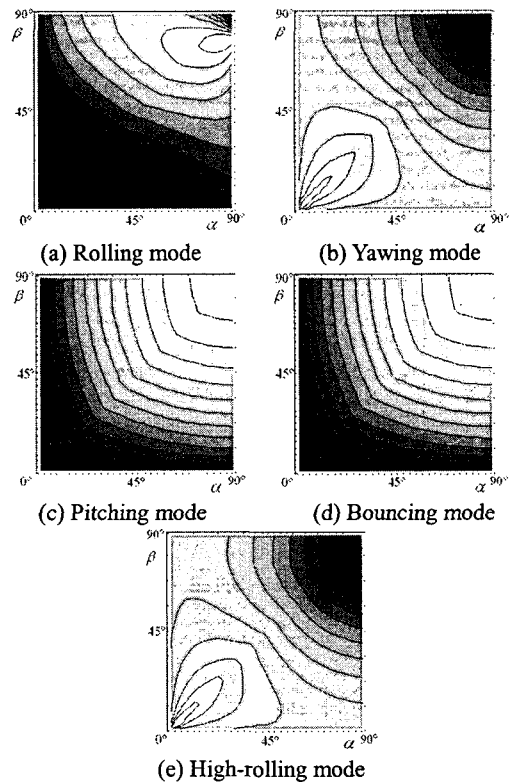 90°
β
45°
0°
45°
α
90°
(a) Rolling mode
90°
β
45°
0°
45°
α
90°
(b) Yawing mode
90°
β
45°
0°
45°
α
90°
(c) Pitching mode
90°
β
45°
0°
45°
α
90°
(d) Bouncing mode
90°
β
45°
0°
45°
α
90°
(e) High-rolling mode